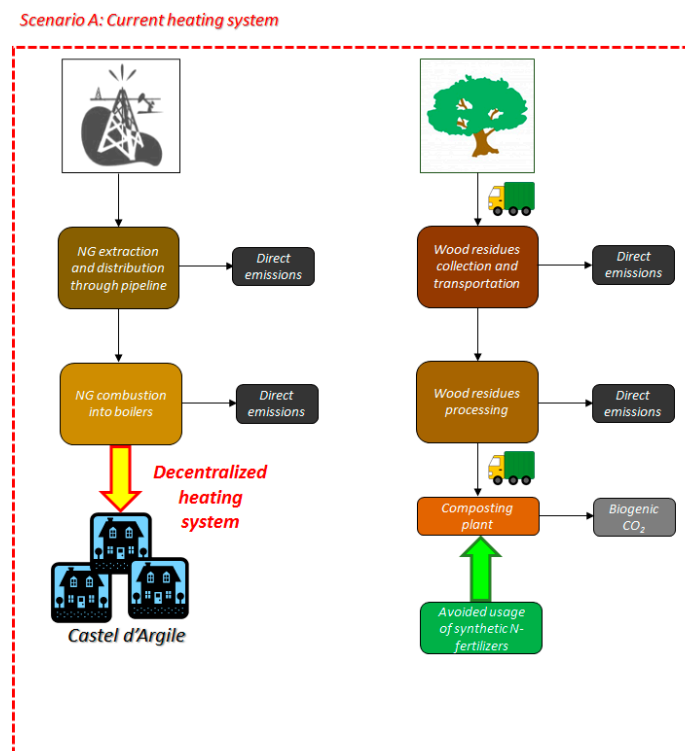 Scenario A: Current heating system
NG extraction
and distribution
through pipeline
Direct
emissions
Wood residues
collection and
transportation
Direct
emissions
NG combustion
into boilers
Direct
emissions
Wood residues
processing
Direct
emissions
Decentralized
heating
system
Composting
plant
Biogenic
CO₂
Castel d'Argile
Avoided usage
of synthetic N-
fertilizers